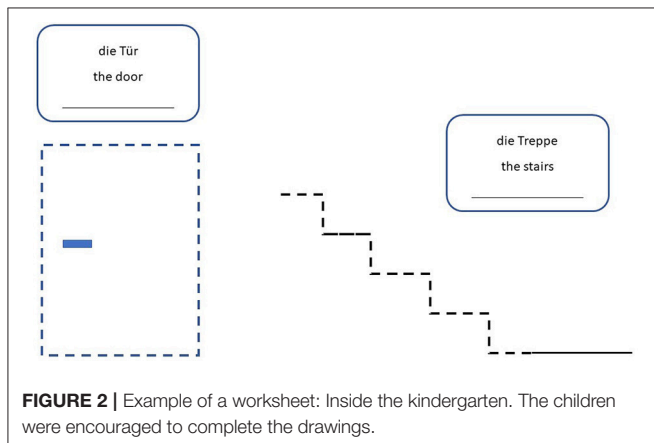 die Tür
the door
die Treppe
the stairs
FIGURE 2 | Example of a worksheet: Inside the kindergarten. The children
were encouraged to complete the drawings.